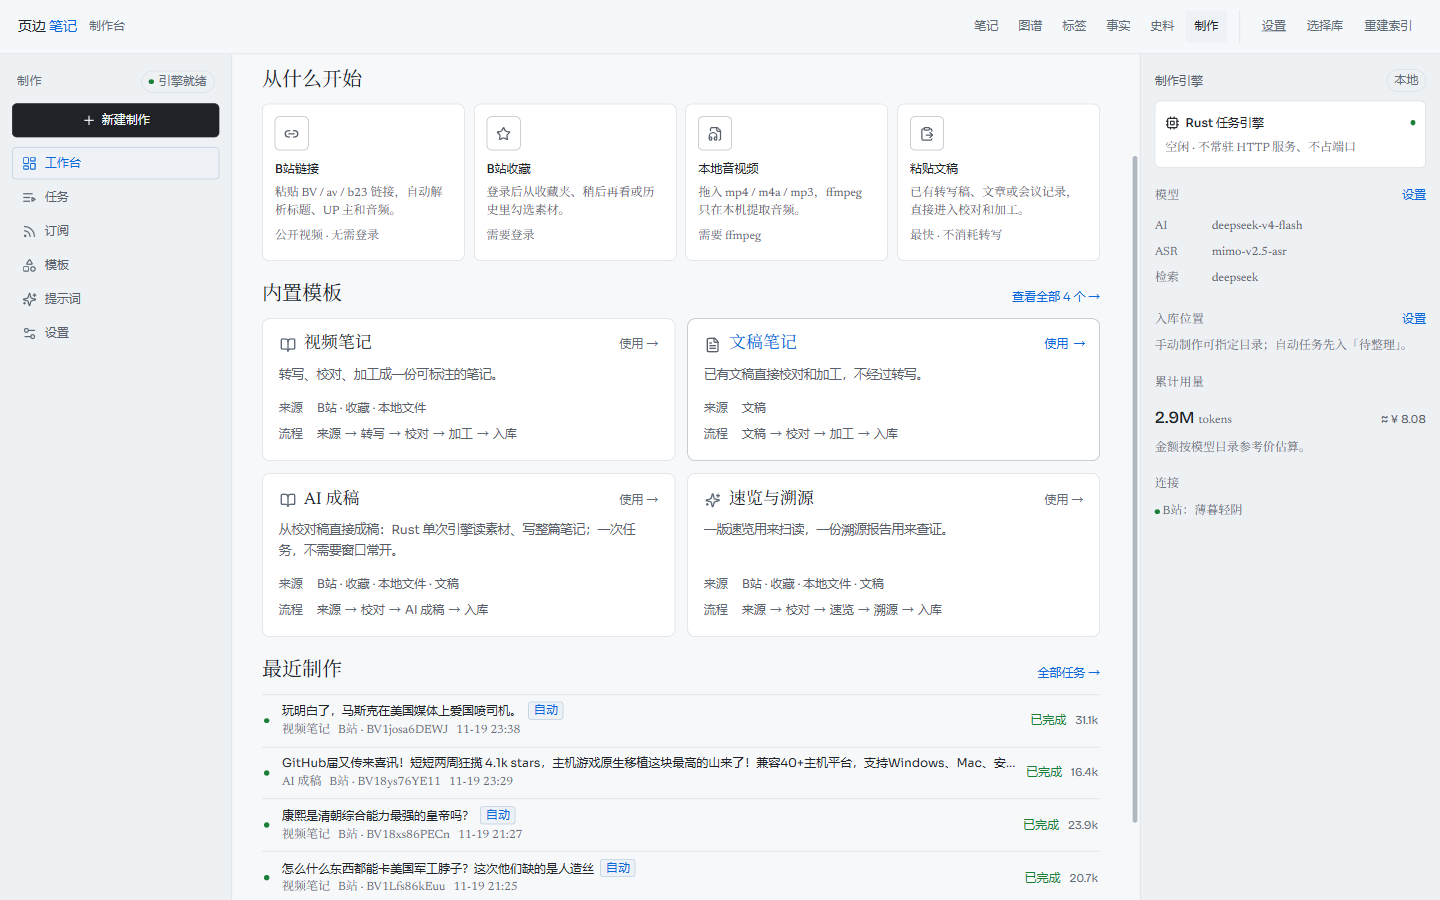 页边 笔记 制作台
笔记 图谱 标签 事实 史料 制作 设置 选择库 重建索引
制作 引擎就绪
+ 新建制作
工作台
任务
订阅
模板
提示词
设置
从什么开始
B站链接
粘贴 BV / av / b23 链接，自动解
析标题、UP 主和音频。
公开视频 · 无需登录
B站收藏
登录后从收藏夹、稍后再看或历
史里勾选素材。
需要登录
本地音视频
拖入 mp4 / m4a / mp3，ffmpeg
只在本机提取音频。
需要 ffmpeg
粘贴文稿
已有转写稿、文章或会议记录，
直接进入校对和加工。
最快 · 不消耗转写
内置模板 查看全部 4 个 →
视频笔记 使用 →
转写、校对、加工成一份可标注的笔记。
来源 B站 · 收藏 · 本地文件
流程 来源 → 转写 → 校对 → 加工 → 入库
文稿笔记 使用 →
已有文稿直接校对和加工，不经过转写。
来源 文稿
流程 文稿 → 校对 → 加工 → 入库
AI 成稿 使用 →
从校对稿直接成稿：Rust 单次引擎读素材、写整篇笔记；一次任
务，不需要窗口常开。
来源 B站 · 收藏 · 本地文件 · 文稿
流程 来源 → 校对 → AI 成稿 → 入库
速览与溯源 使用 →
一版速览用来扫读，一份溯源报告用来查证。
来源 B站 · 收藏 · 本地文件 · 文稿
流程 来源 → 校对 → 速览 → 溯源 → 入库
最近制作 全部任务 →
玩明白了，马斯克在美国媒体上爱国喷司机。 自动
视频笔记 B站 · BV1josa6DEWJ 11-19 23:38
已完成 31.1k
GitHub届又传来喜讯！短短两周狂揽 4.1k stars，主机游戏原生移植这块最高的山来了！兼容40+主机平台，支持Windows、Mac、安...
AI 成稿 B站 · BV18ys76YE11 11-19 23:29
已完成 16.4k
康熙是清朝综合能力最强的皇帝吗？ 自动
视频笔记 B站 · BV18xs86PECn 11-19 21:27
已完成 23.9k
怎么什么东西都能卡美国军工脖子？这次他们缺的是人造丝 自动
视频笔记 B站 · BV1Lfs86kEuu 11-19 21:25
已完成 20.7k
制作引擎 本地
Rust 任务引擎
空闲 · 不常驻 HTTP 服务、不占端口
模型 设置
AI deepseek-v4-flash
ASR mimo-v2.5-asr
检索 deepseek
入库位置 设置
手动制作可指定目录；自动任务先入「待整理」。
累计用量
2.9M tokens ≈ ¥ 8.08
金额按模型目录参考价估算。
连接
B站：薄暮轻阴